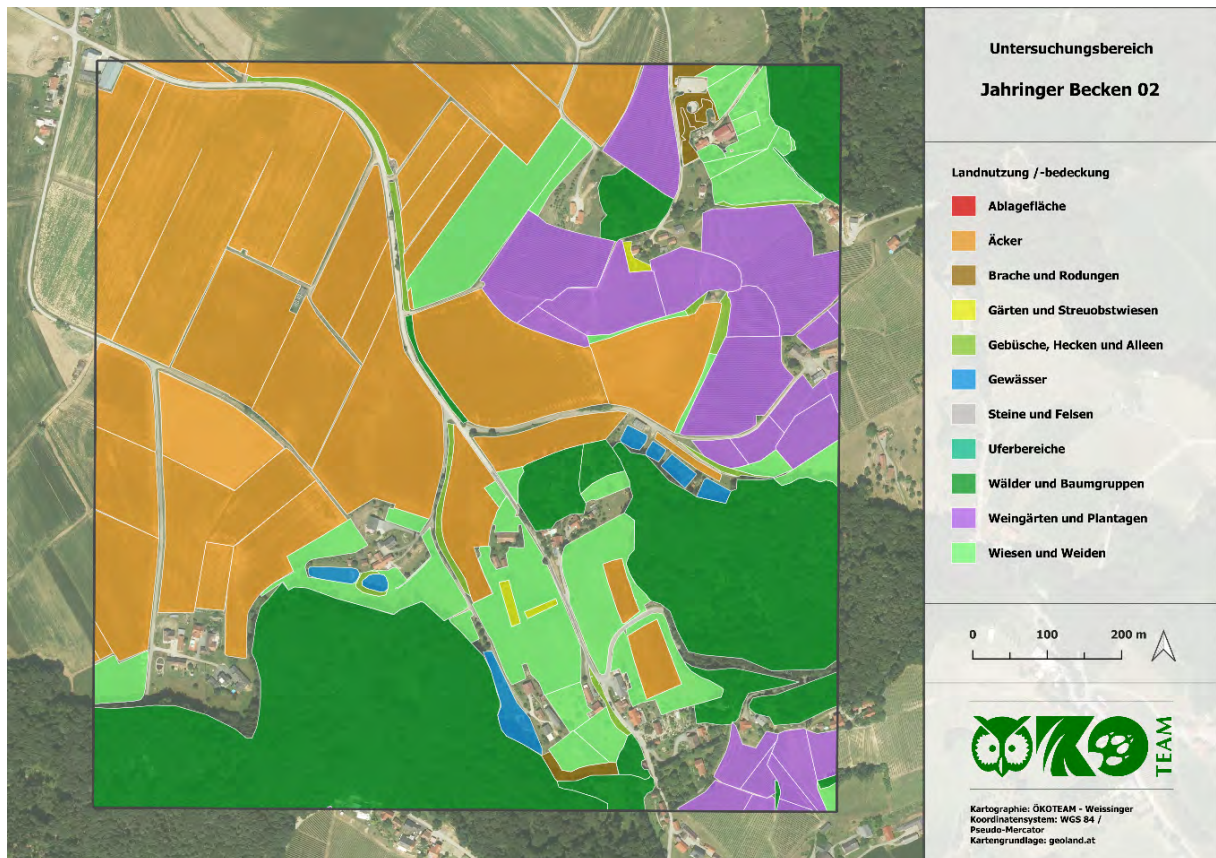 Untersuchungsbereich
Jahringer Becken 02
Landnutzung /-bedeckung
Ablagefläche
Äcker
Brache und Rodungen
Gärten und Streuobstwiesen
Gebüsche, Hecken und Alleen
Gewässer
Steine und Felsen
Uferbereiche
Wälder und Baumgruppen
Weingärten und Plantagen
Wiesen und Weiden
0 100 200 m
ÖKO
TEAM
Kartographie: ÖKOTEAM - Weissinger
Koordinatensystem: WGS 84 /
Pseudo-Mercator
Kartengrundlage: geoland.at